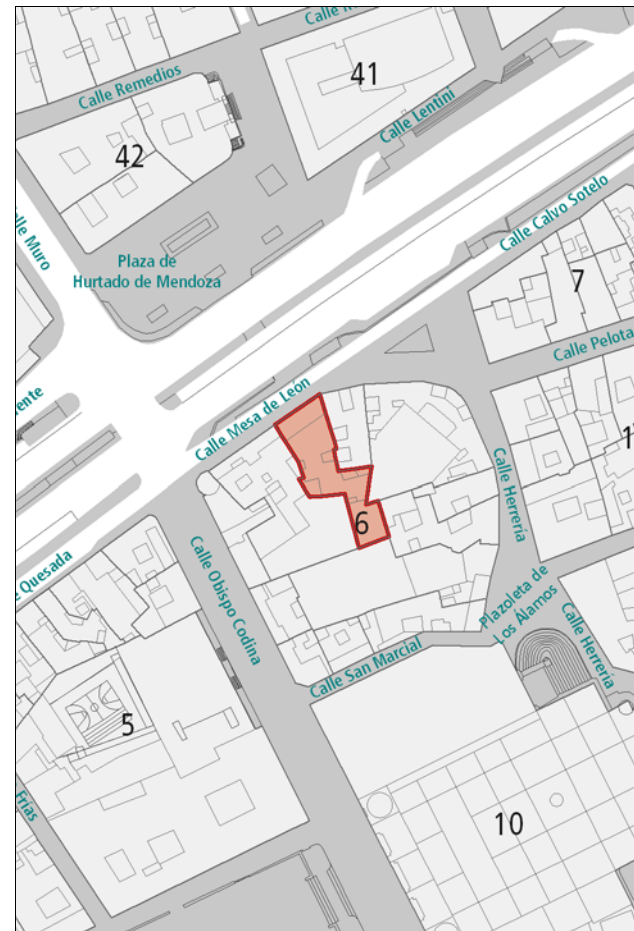 41
Calle Remedios
Calle Lentini
42
Calle Calvo Sotelo
Calle Muro
Plaza de
Hurtado de Mendoza
7
Calle Pelota
Calle Mesa de León
6
Calle Herrería
Quesada
Calle Obispo Codina
Plazoleta de
Los Álamos
Calle Herrería
Calle San Marcial
5
Frías
10